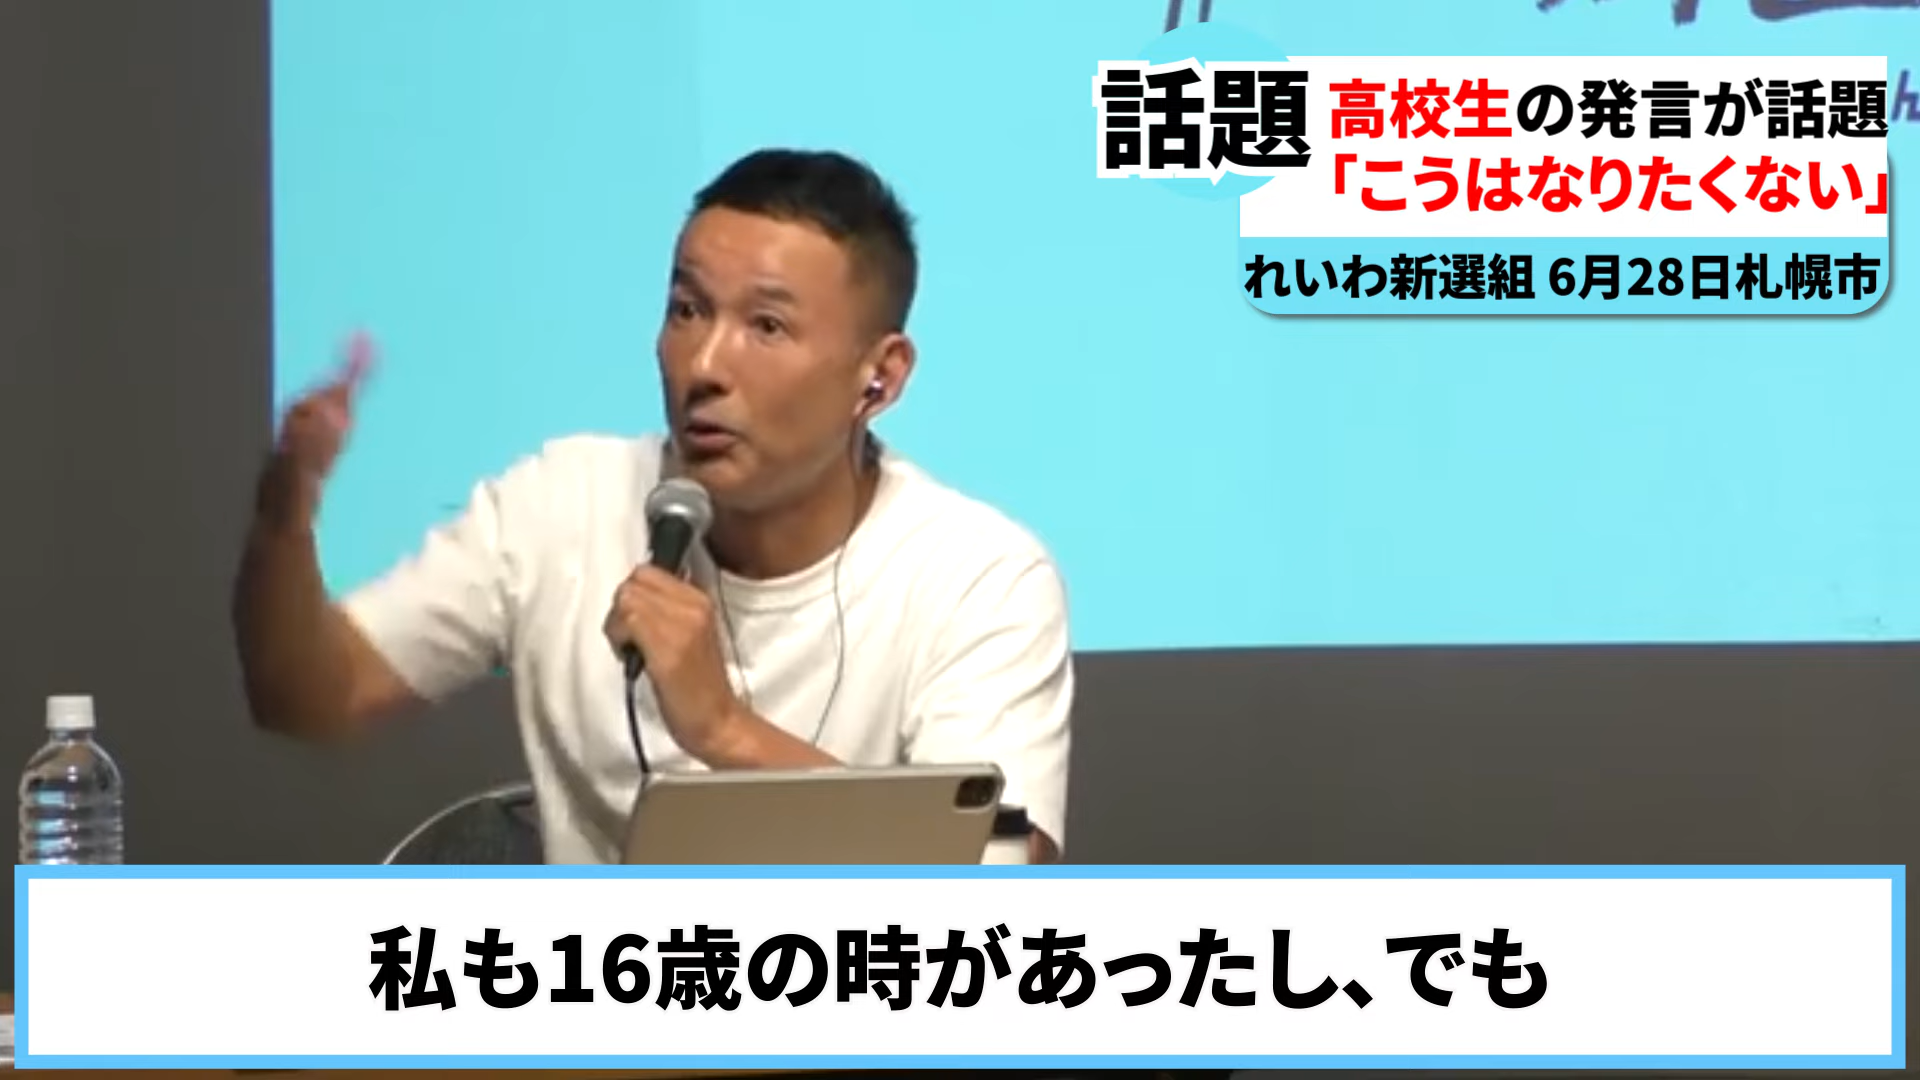 話題
高校生の発言が話題
「こうはなりたくない」
れいわ新選組 6月28日札幌市
私も16歳の時があったし、でも